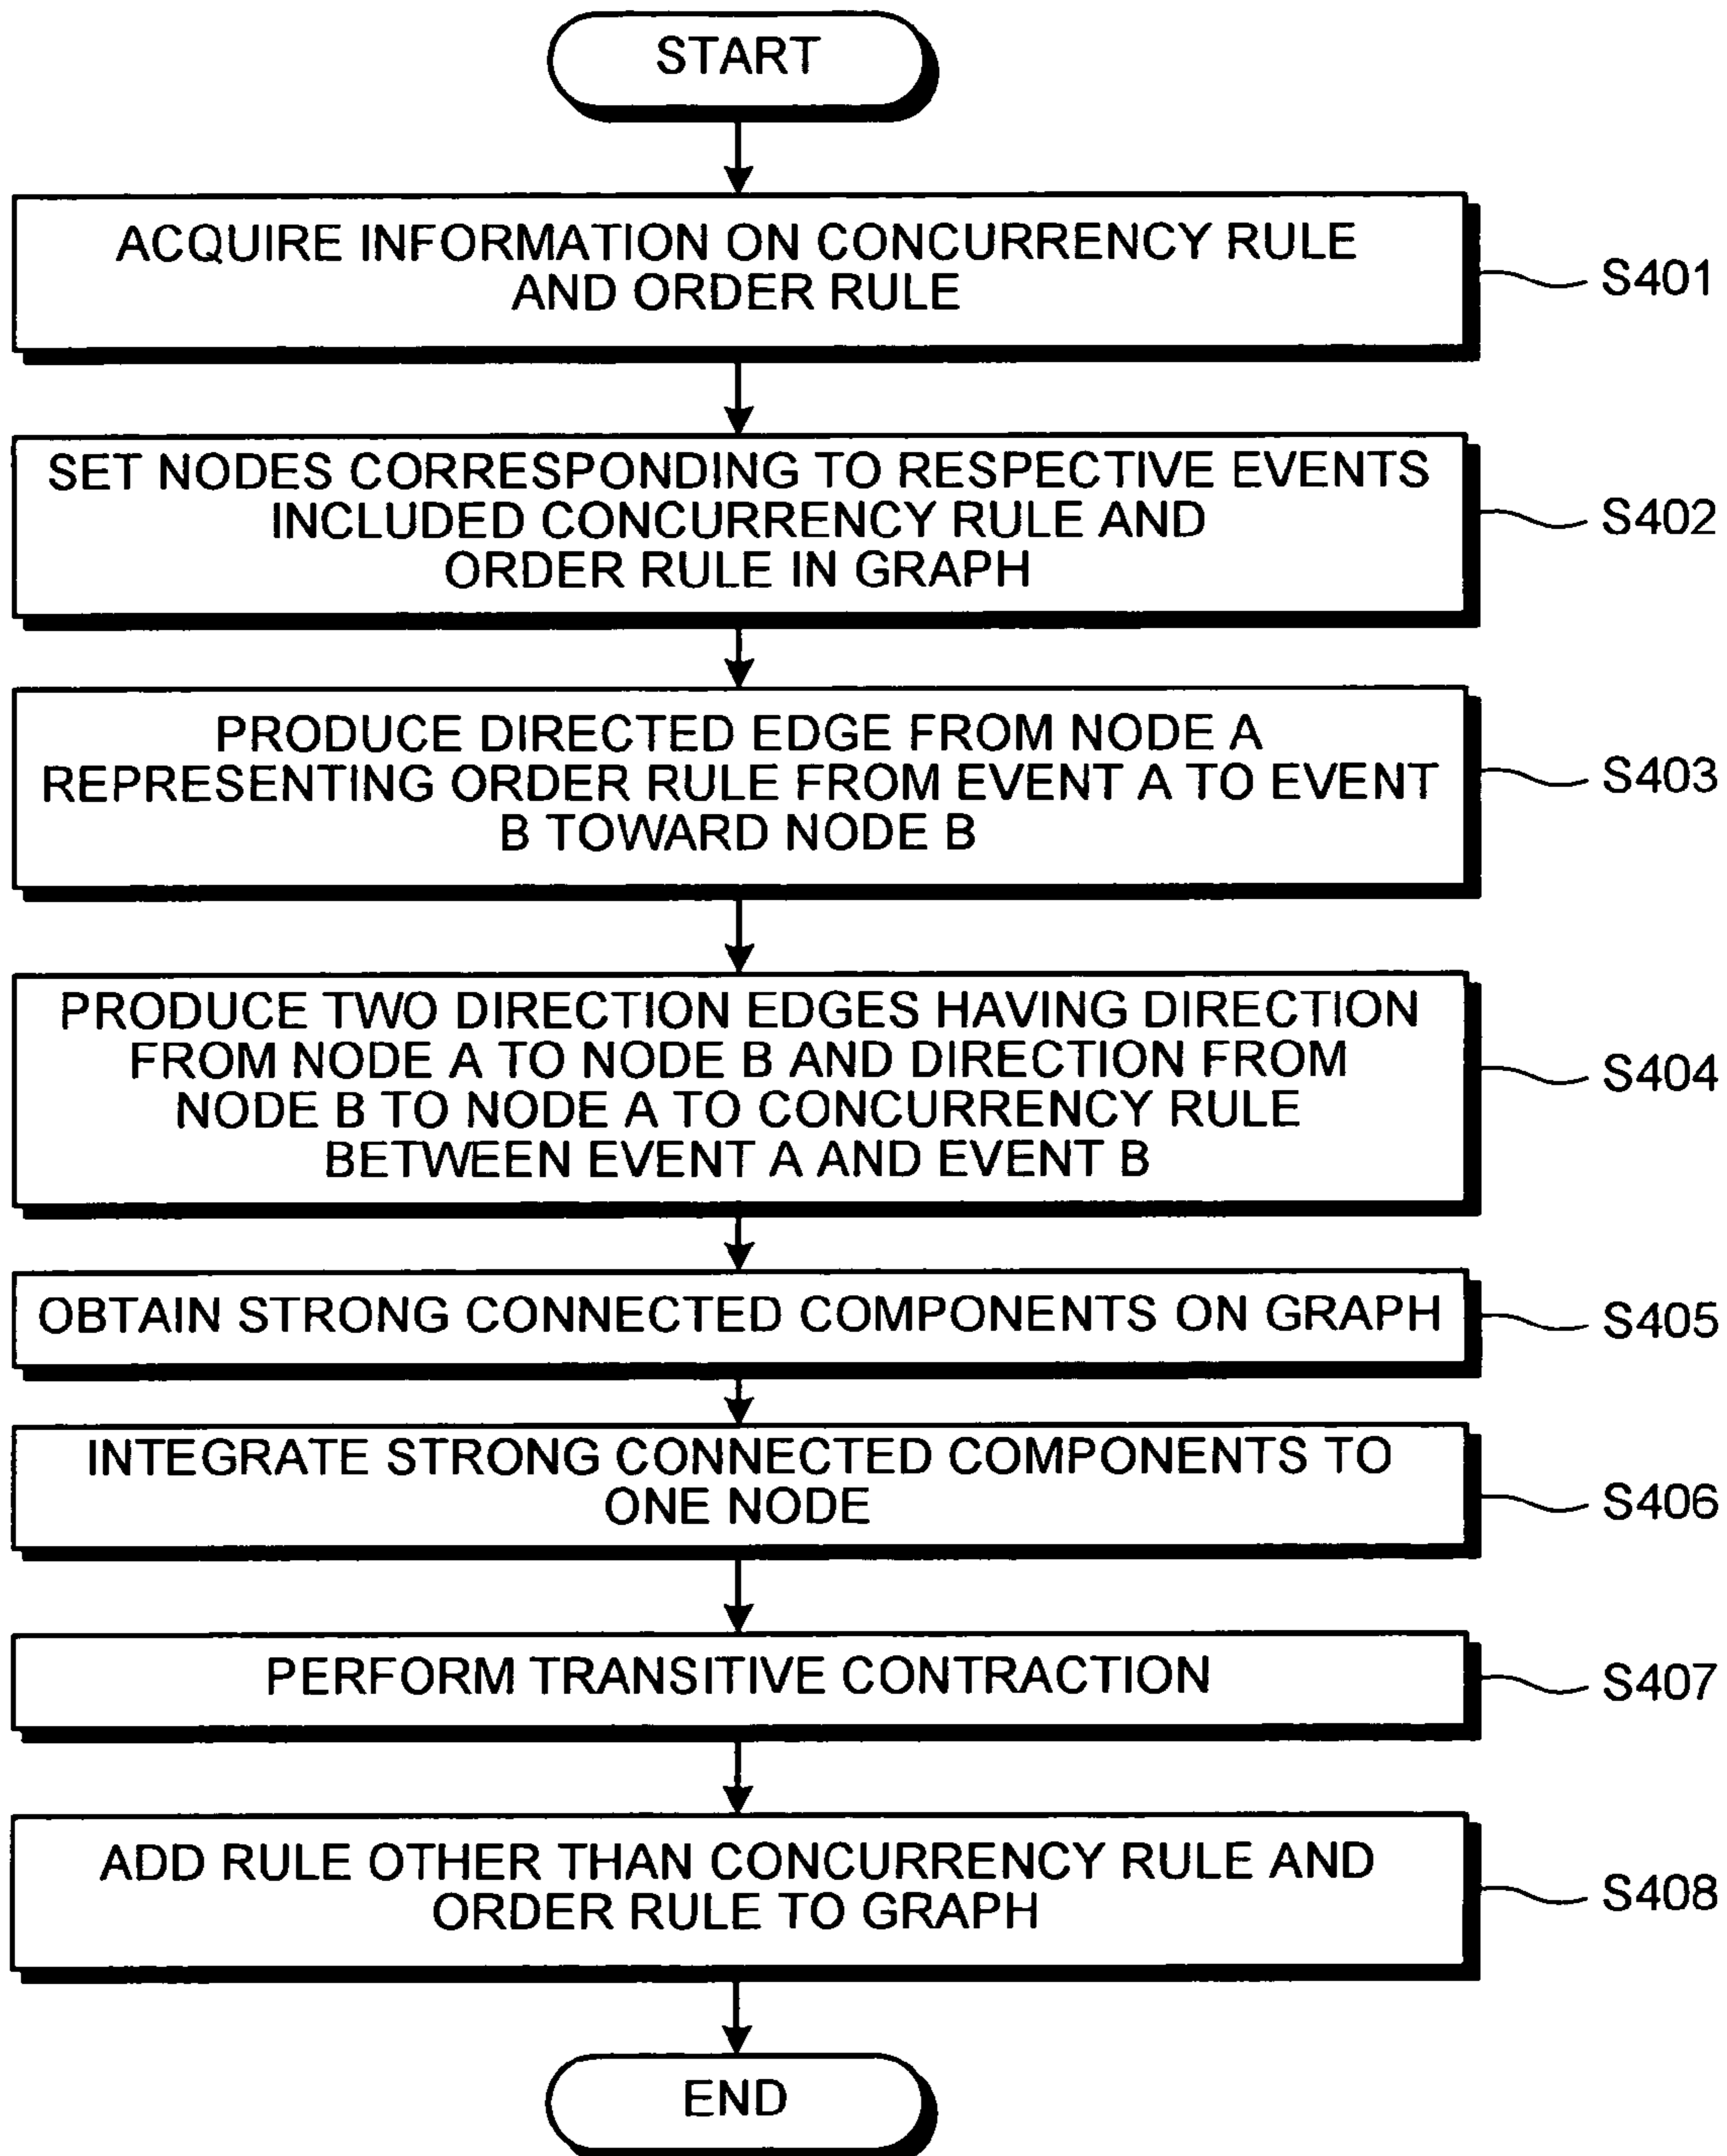 START
ACQUIRE INFORMATION ON CONCURRENCY RULE
AND ORDER RULE
S401
SET NODES CORRESPONDING TO RESPECTIVE EVENTS
INCLUDED CONCURRENCY RULE AND
ORDER RULE IN GRAPH
S402
PRODUCE DIRECTED EDGE FROM NODE A
REPRESENTING ORDER RULE FROM EVENT A TO EVENT
B TOWARD NODE B
S403
PRODUCE TWO DIRECTION EDGES HAVING DIRECTION
FROM NODE A TO NODE B AND DIRECTION FROM
NODE B TO NODE A TO CONCURRENCY RULE
BETWEEN EVENT A AND EVENT B
S404
OBTAIN STRONG CONNECTED COMPONENTS ON GRAPH
S405
INTEGRATE STRONG CONNECTED COMPONENTS TO
ONE NODE
S406
PERFORM TRANSITIVE CONTRACTION
S407
ADD RULE OTHER THAN CONCURRENCY RULE AND
ORDER RULE TO GRAPH
S408
END